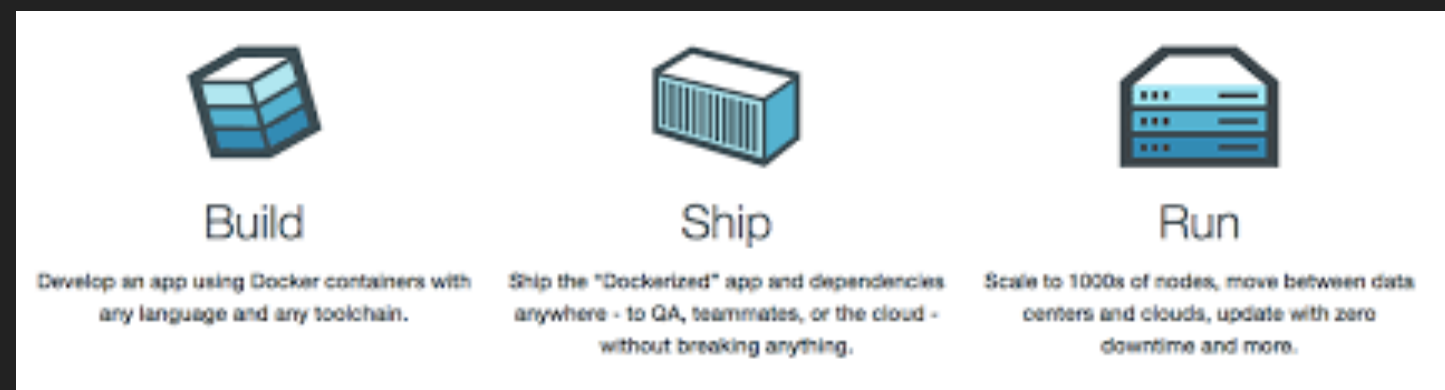 Build
Develop an app using Docker containers with
any language and any toolchain.
Ship
Ship the "Dockerized" app and dependencies
anywhere - to QA, teammates, or the cloud -
without breaking anything.
Run
Scale to 1000s of nodes, move between data
centers and clouds, update with zero
downtime and more.